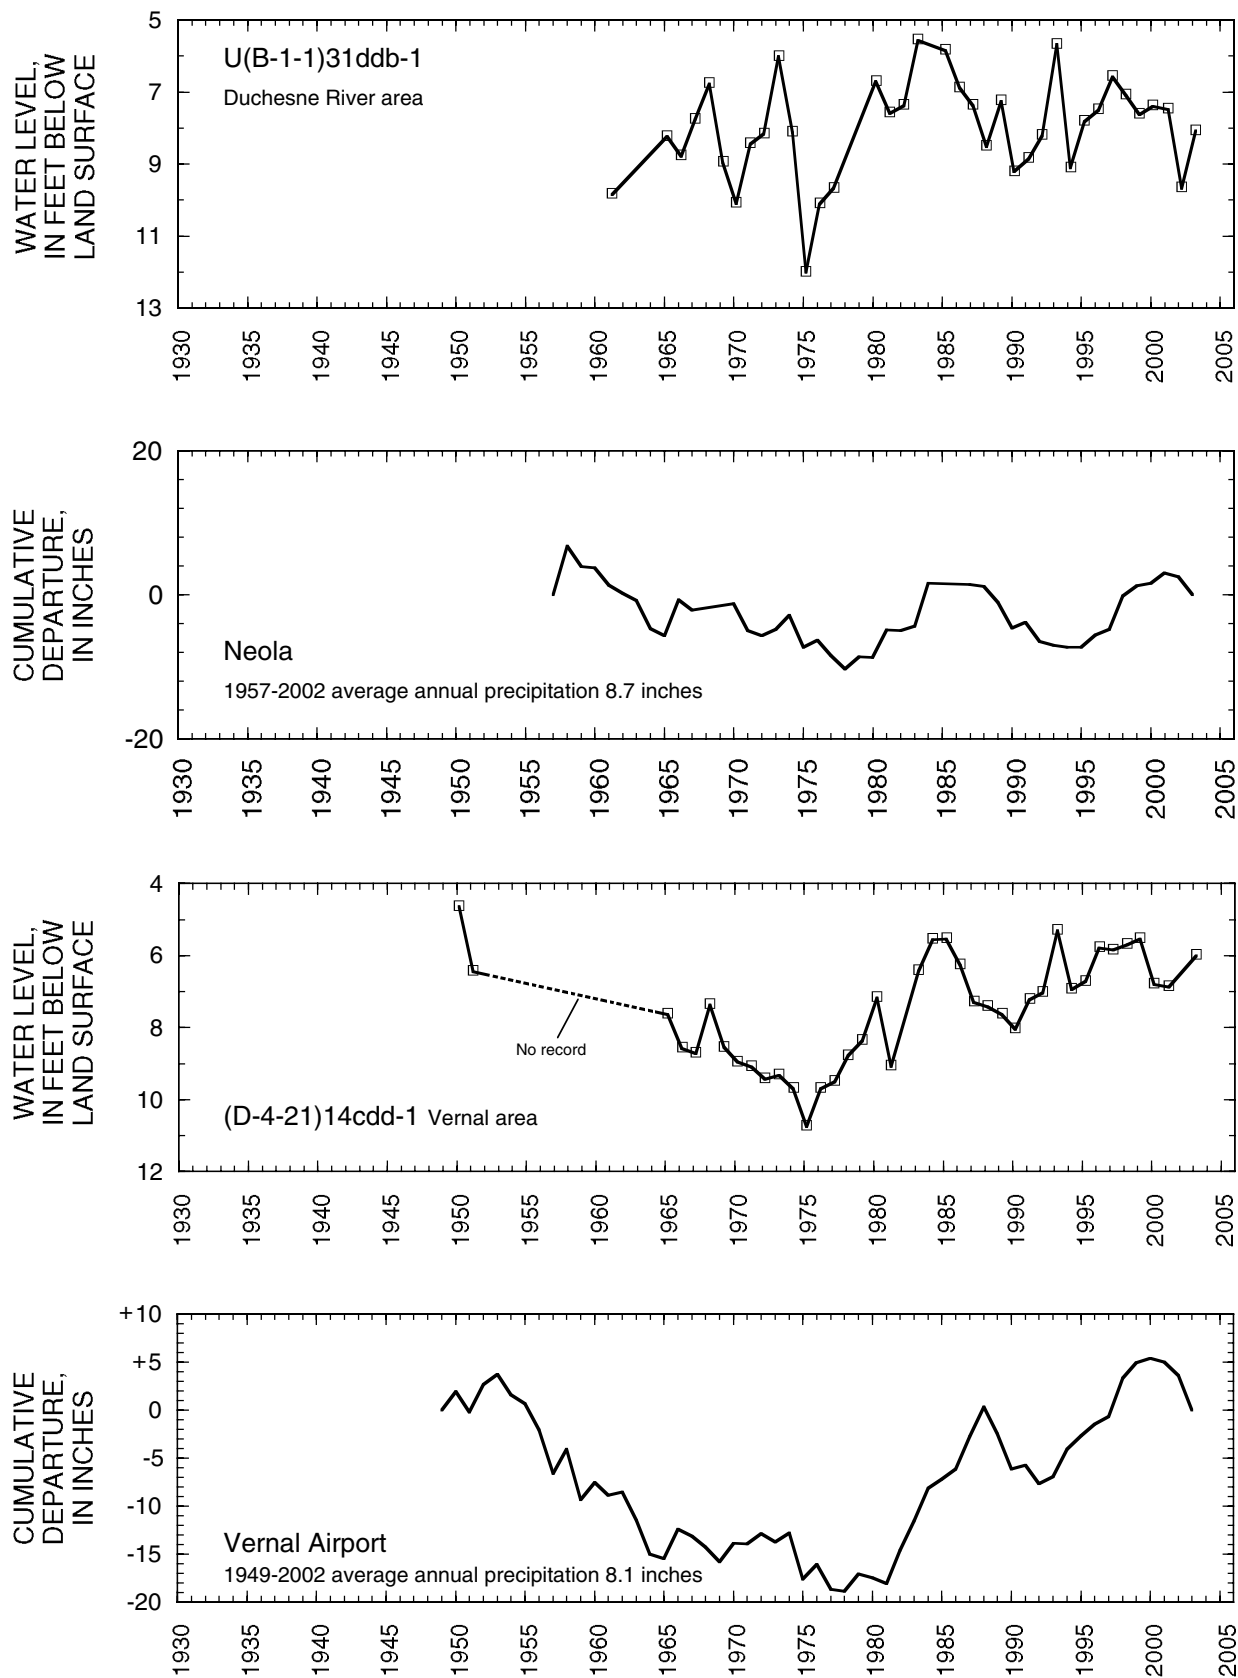 WATER LEVEL,
IN FEET BELOW
LAND SURFACE
5
7
9
11
13
U(B-1-1)31ddb-1
Duchesne River area
1930 1935 1940 1945 1950 1955 1960 1965 1970 1975 1980 1985 1990 1995 2000 2005
CUMULATIVE
DEPARTURE,
IN INCHES
20
0
-20
Neola
1957-2002 average annual precipitation 8.7 inches
1930 1935 1940 1945 1950 1955 1960 1965 1970 1975 1980 1985 1990 1995 2000 2005
WATER LEVEL,
IN FEET BELOW
LAND SURFACE
4
6
8
10
12
No record
(D-4-21)14cdd-1 Vernal area
1930 1935 1940 1945 1950 1955 1960 1965 1970 1975 1980 1985 1990 1995 2000 2005
CUMULATIVE
DEPARTURE,
IN INCHES
+10
+5
0
-5
-10
-15
-20
Vernal Airport
1949-2002 average annual precipitation 8.1 inches
1930 1935 1940 1945 1950 1955 1960 1965 1970 1975 1980 1985 1990 1995 2000 2005